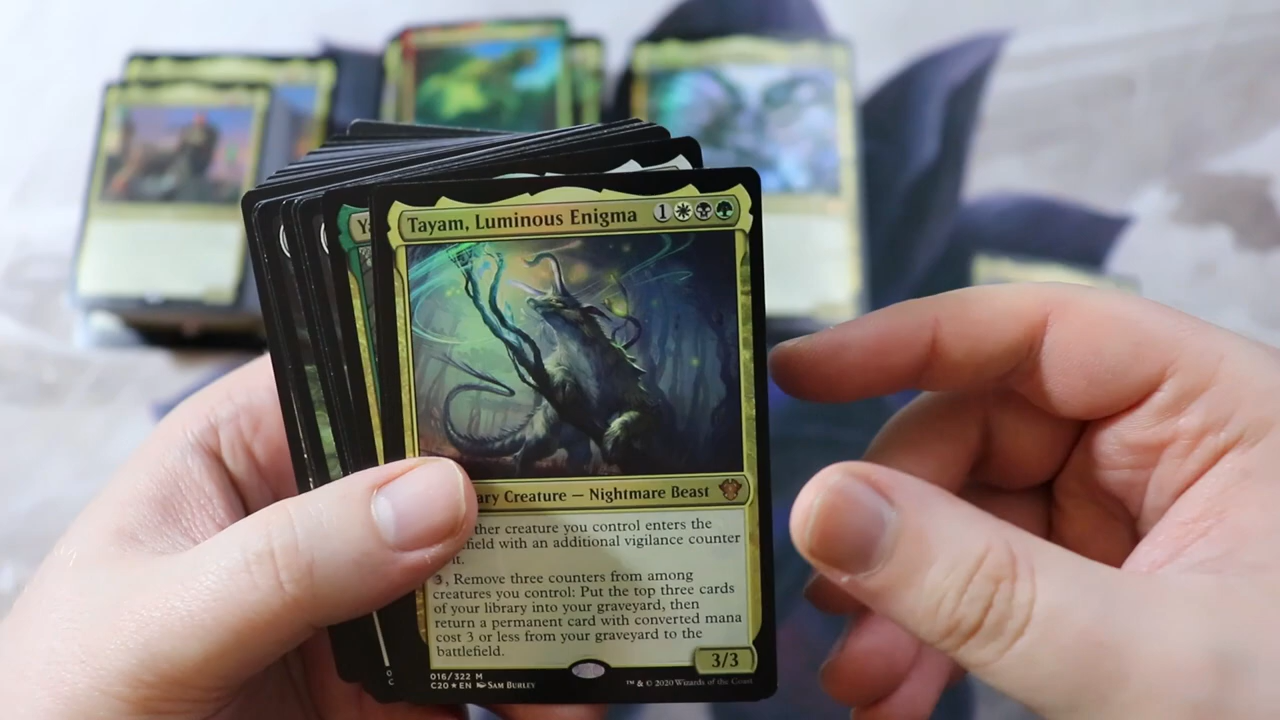 Tayam, Luminous Enigma 1
ary Creature — Nightmare Beast
ther creature you control enters the
field with an additional vigilance counter
it.
3, Remove three counters from among
creatures you control: Put the top three cards
of your library into your graveyard, then
return a permanent card with converted mana
cost 3 or less from your graveyard to the
battlefield.
3/3
016/322 M
C20★EN SAM BURLEY
™ & © 2020 Wizards of the Coast
Y
0
C